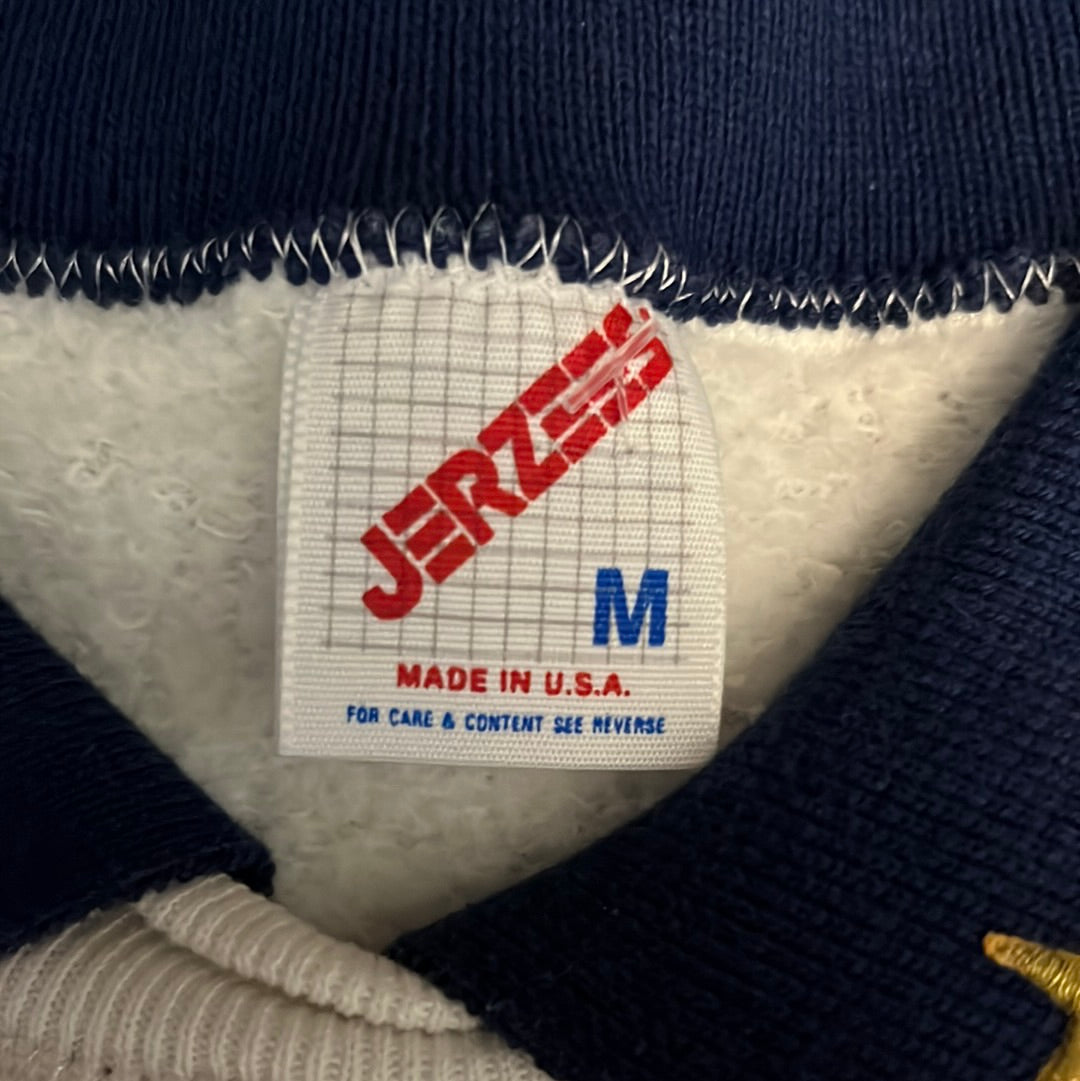 JERZEES
M
MADE IN U.S.A.
FOR CARE & CONTENT SEE REVERSE